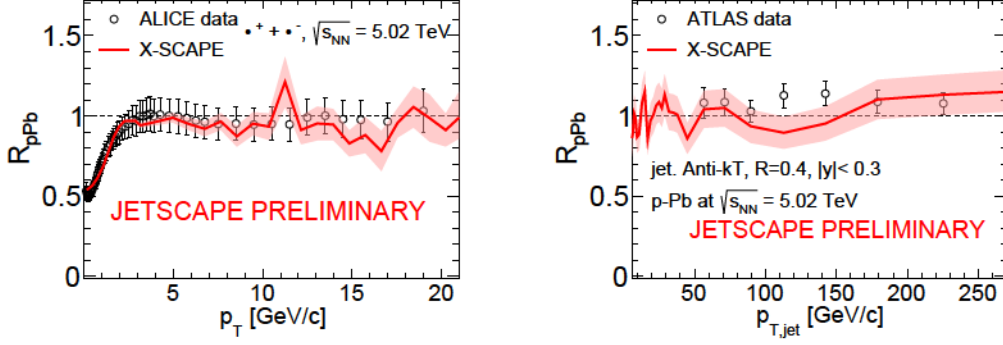 1.5
1
0.5
0
R_pPb
ALICE data
X-SCAPE
•⁺ + •⁻, √s_NN = 5.02 TeV
JETSCAPE PRELIMINARY
0 5 10 15 20
p_T [GeV/c]
1.5
1
0.5
0
R_pPb
ATLAS data
X-SCAPE
jet. Anti-kT, R=0.4, |y|< 0.3
p-Pb at √s_NN = 5.02 TeV
JETSCAPE PRELIMINARY
50 100 150 200 250
p_T,jet [GeV/c]